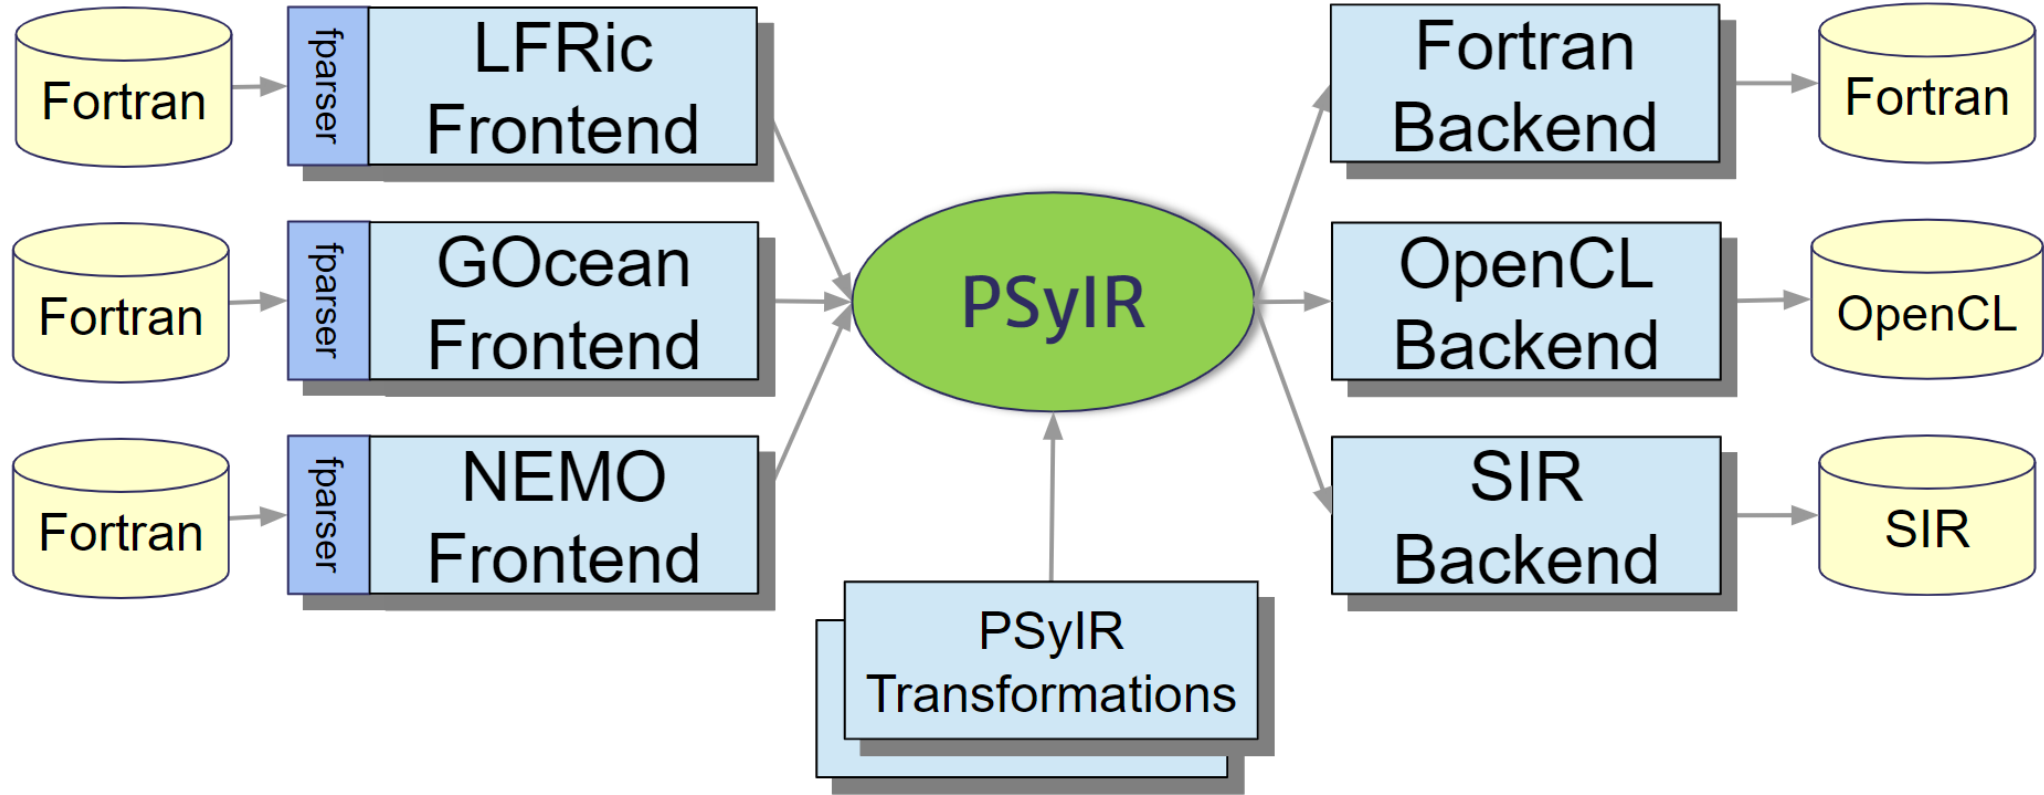 Fortran
fparser
LFRic
Frontend
Fortran
fparser
GOcean
Frontend
Fortran
fparser
NEMO
Frontend
PSyIR
PSyIR
Transformations
Fortran
Backend
Fortran
OpenCL
Backend
OpenCL
SIR
Backend
SIR